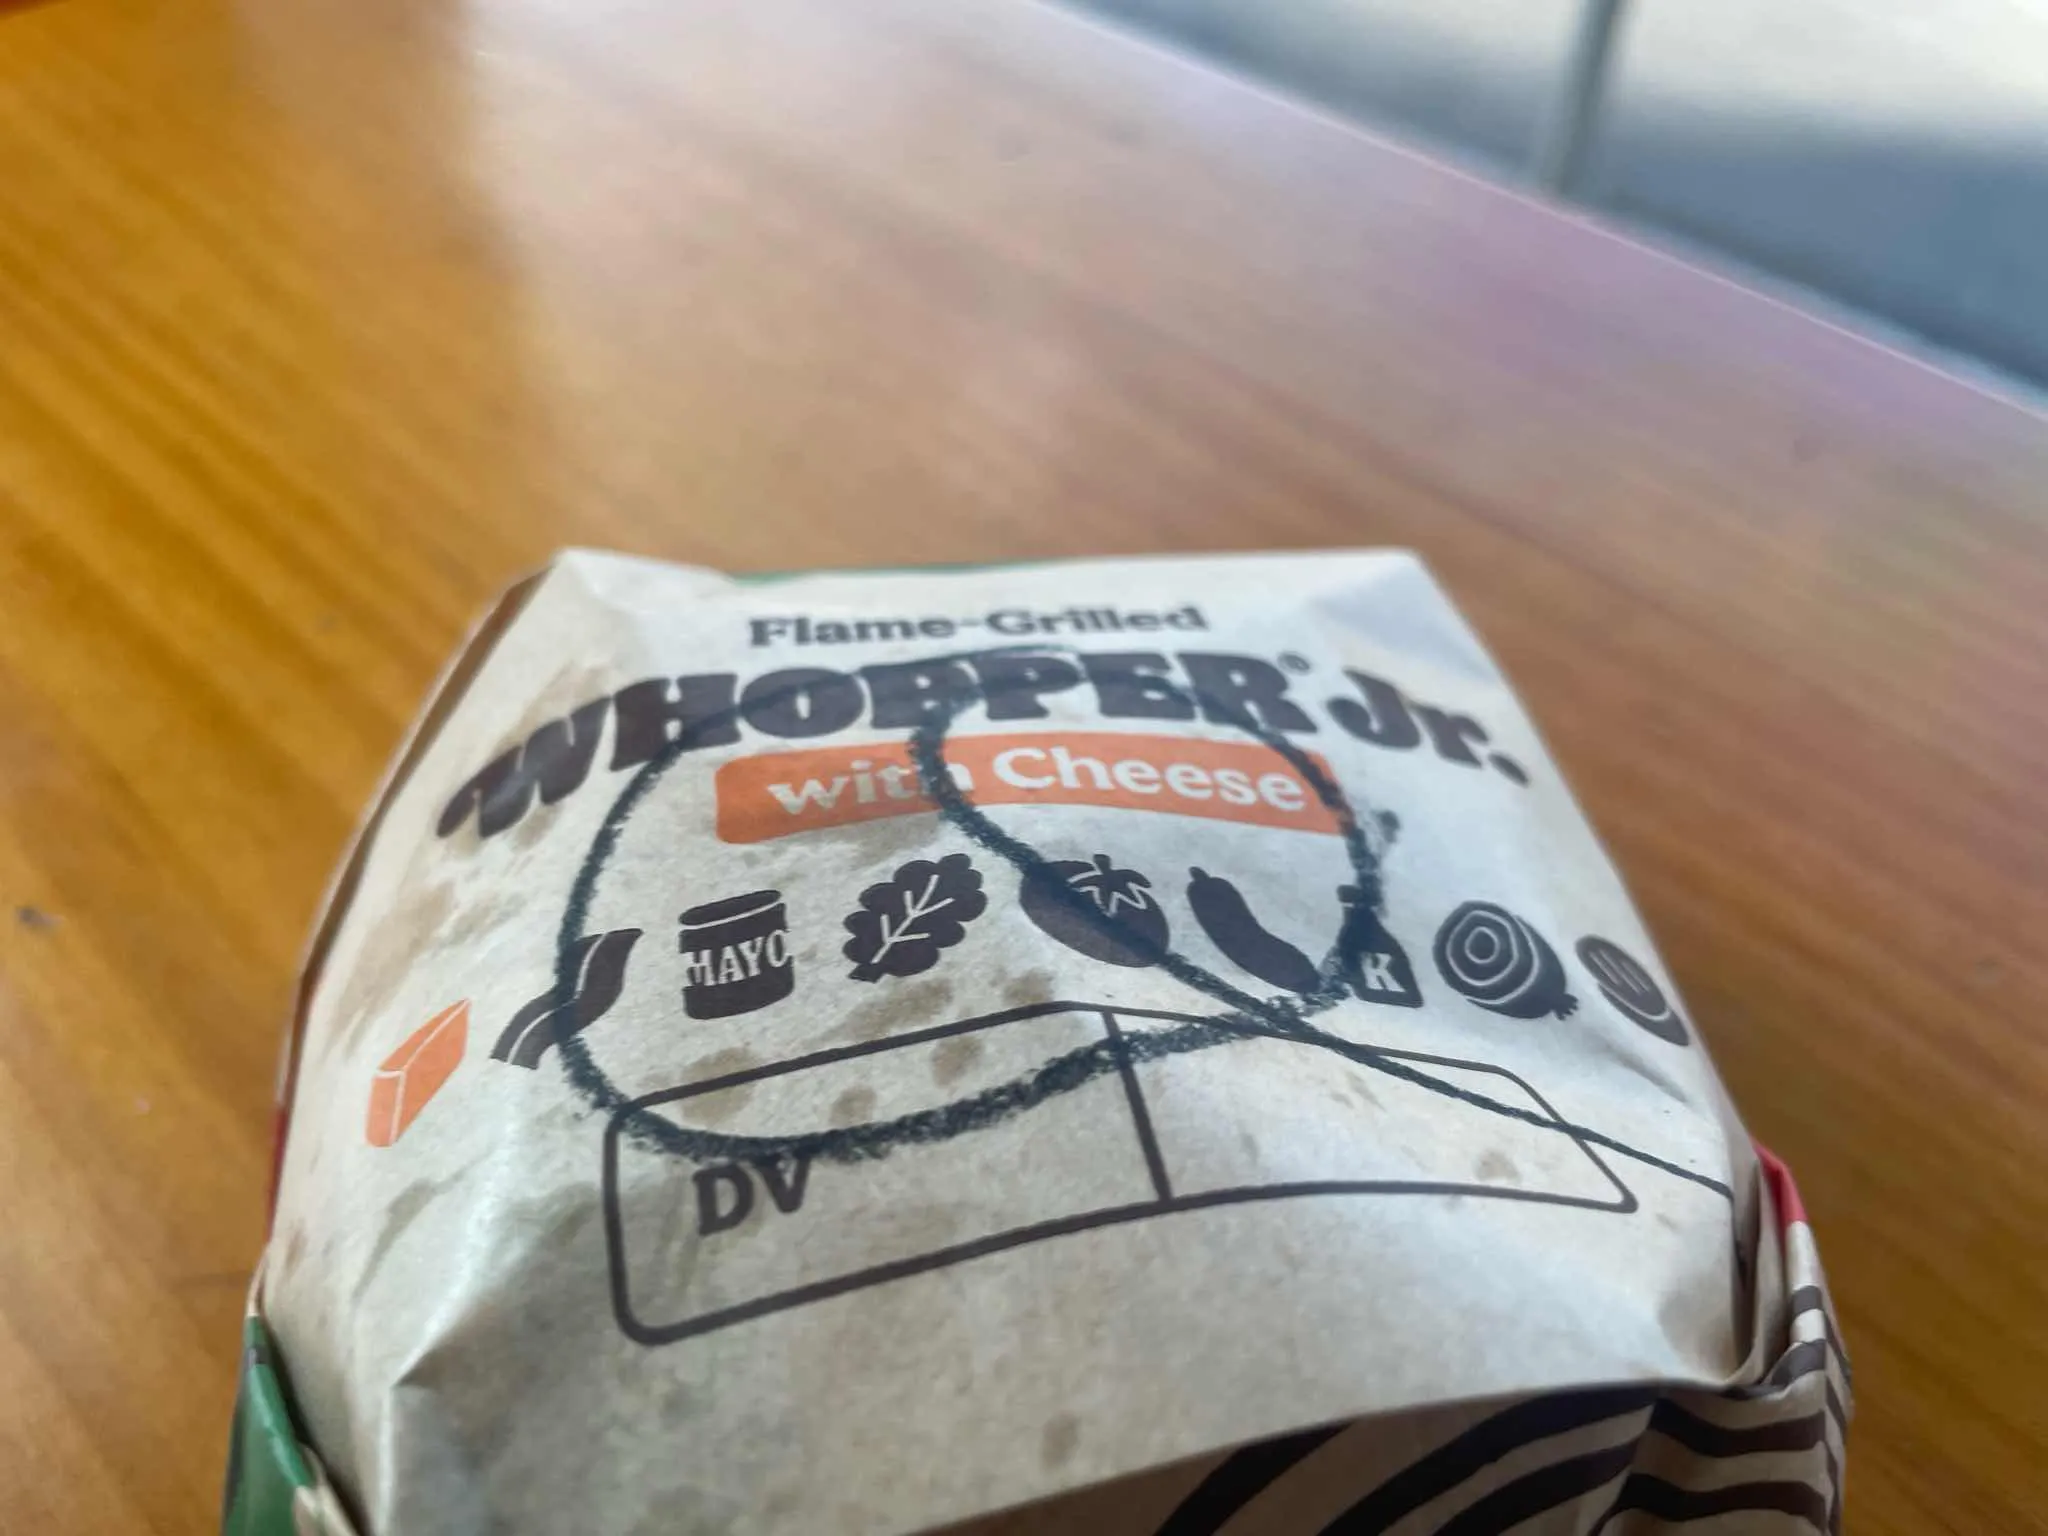 Flame-Grilled
WHOPPER® Jr.
with Cheese
MAYO
K
DV